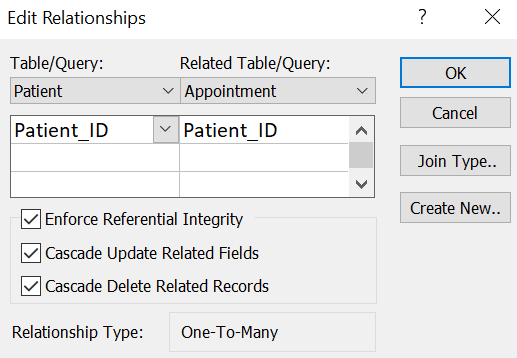 Edit Relationships ?
Table/Query: Related Table/Query:
Patient Appointment
Patient_ID Patient_ID
Enforce Referential Integrity
Cascade Update Related Fields
Cascade Delete Related Records
Relationship Type: One-To-Many
OK
Cancel
Join Type..
Create New..